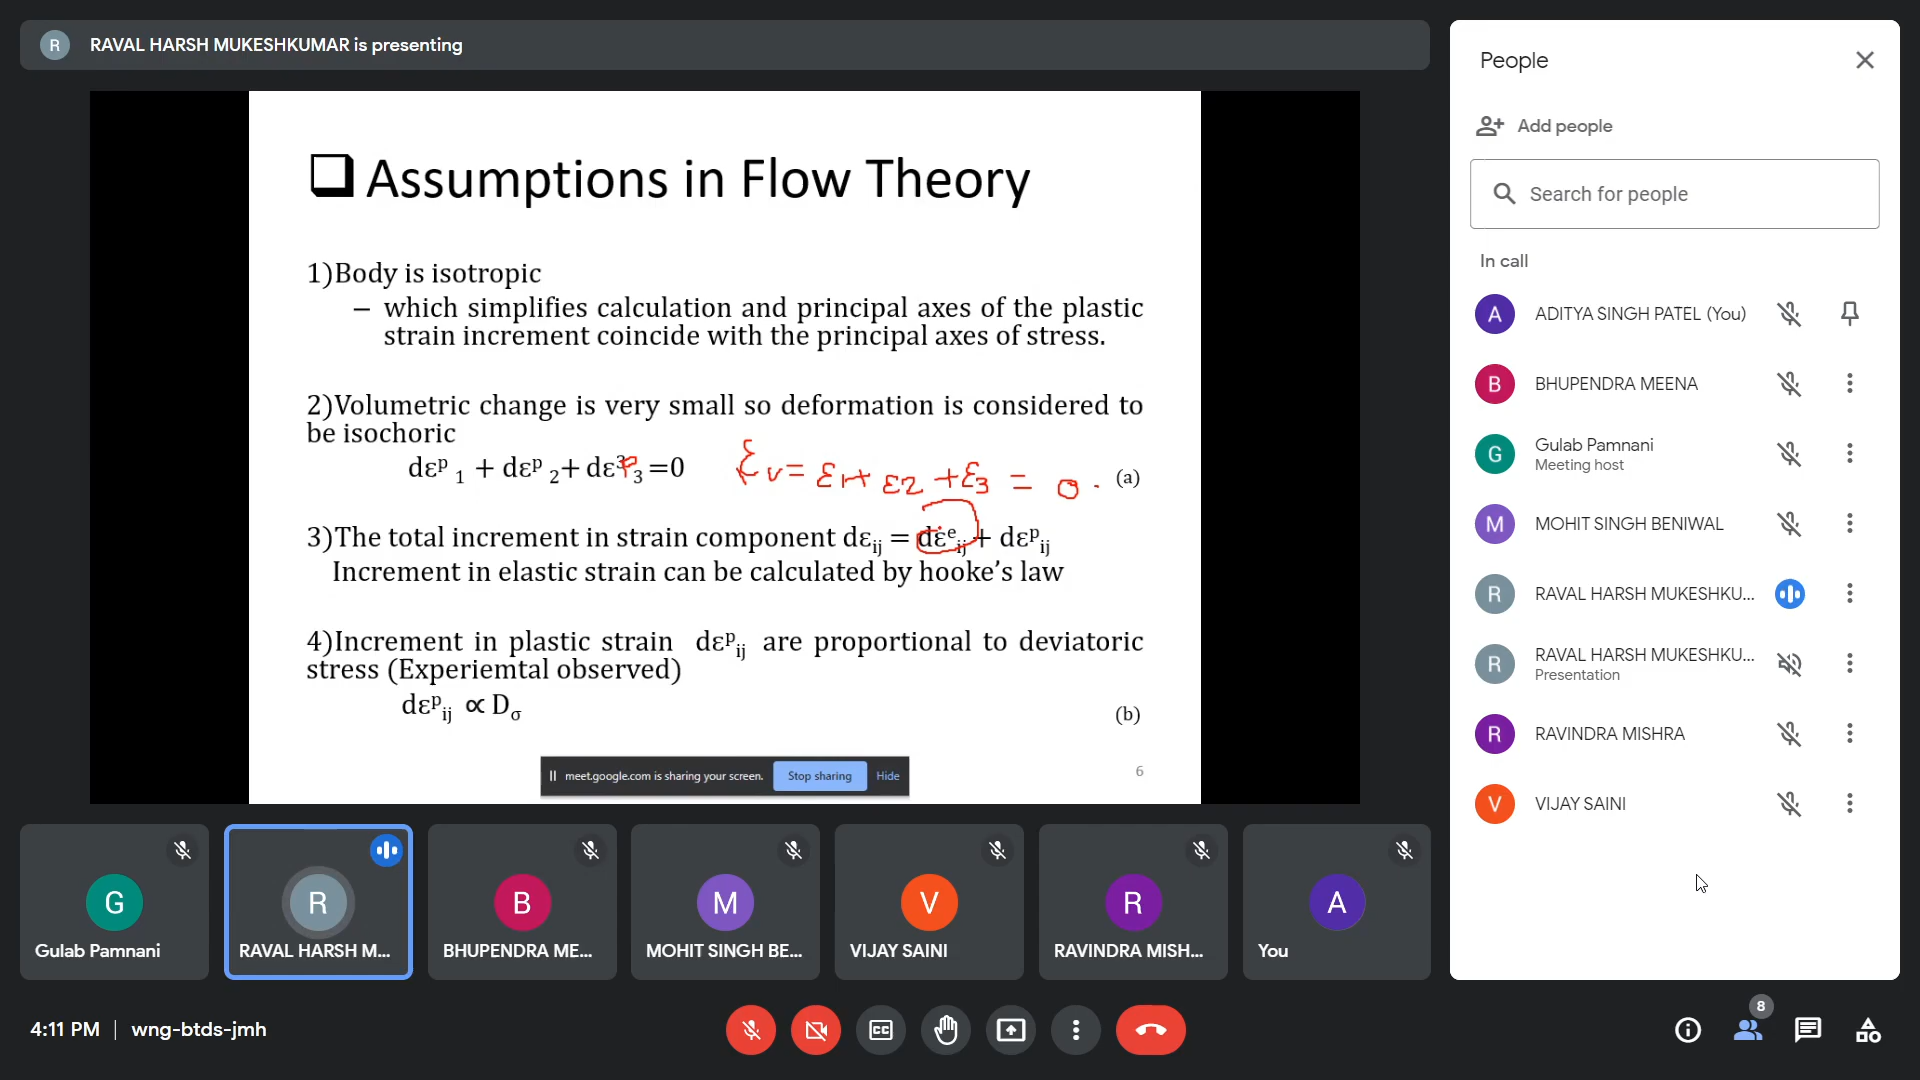 R RAVAL HARSH MUKESHKUMAR is presenting
Assumptions in Flow Theory
1)Body is isotropic
– which simplifies calculation and principal axes of the plastic
strain increment coincide with the principal axes of stress.
2)Volumetric change is very small so deformation is considered to
be isochoric
dεᵖ ₁ + dεᵖ ₂+ dεᵖ₃ =0 εv= ε1+ ε2 +ε3 = 0. (a)
3)The total increment in strain component dεij = dεᵉij + dεᵖij
Increment in elastic strain can be calculated by hooke’s law
4)Increment in plastic strain dεᵖij are proportional to deviatoric
stress (Experiemtal observed)
dεᵖij ∝ Dσ (b)
6
meet.google.com is sharing your screen. Stop sharing Hide
G
Gulab Pamnani
R
RAVAL HARSH M...
B
BHUPENDRA ME...
M
MOHIT SINGH BE...
V
VIJAY SAINI
R
RAVINDRA MISH...
A
You
4:11 PM | wng-btds-jmh
CC
8
People
Add people
Search for people
In call
A ADITYA SINGH PATEL (You)
B BHUPENDRA MEENA
G Gulab Pamnani
Meeting host
M MOHIT SINGH BENIWAL
R RAVAL HARSH MUKESHKU...
R RAVAL HARSH MUKESHKU...
Presentation
R RAVINDRA MISHRA
V VIJAY SAINI